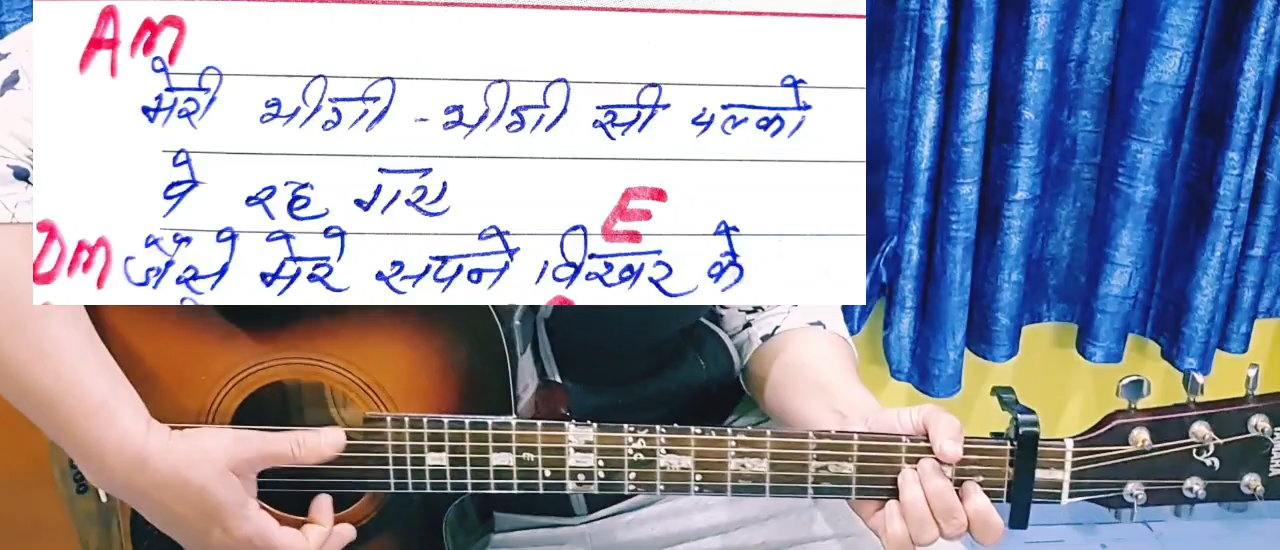 Am
मेरी भीगी - भीगी सी पलकों
पे रह गए
E
Dm जैसे मेरे सपने बिखर के